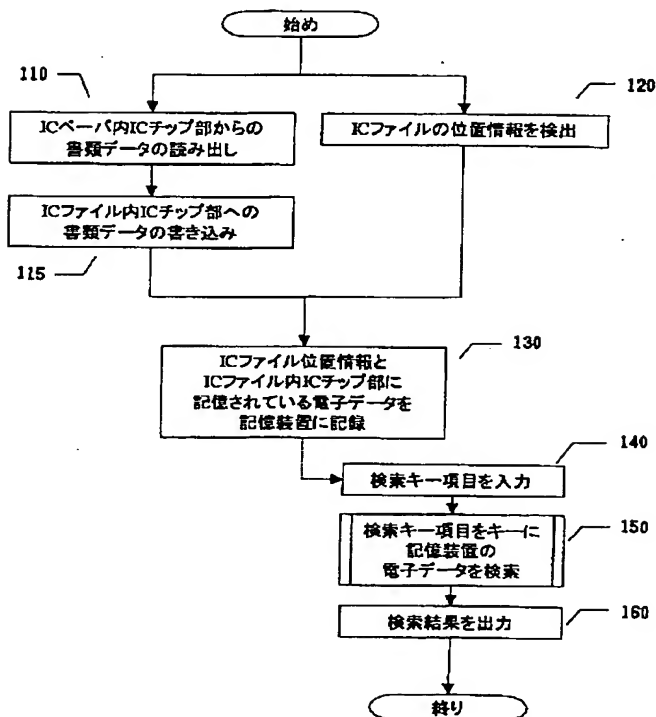 始め
110
ICペーパ内ICチップ部からの
書類データの読み出し
120
ICファイルの位置情報を検出
ICファイル内ICチップ部への
書類データの書き込み
115
ICファイル位置情報と
ICファイル内ICチップ部に
記憶されている電子データを
記憶装置に記録
130
検索キー項目を入力
140
検索キー項目をキーに
記憶装置の
電子データを検索
150
検索結果を出力
160
終り